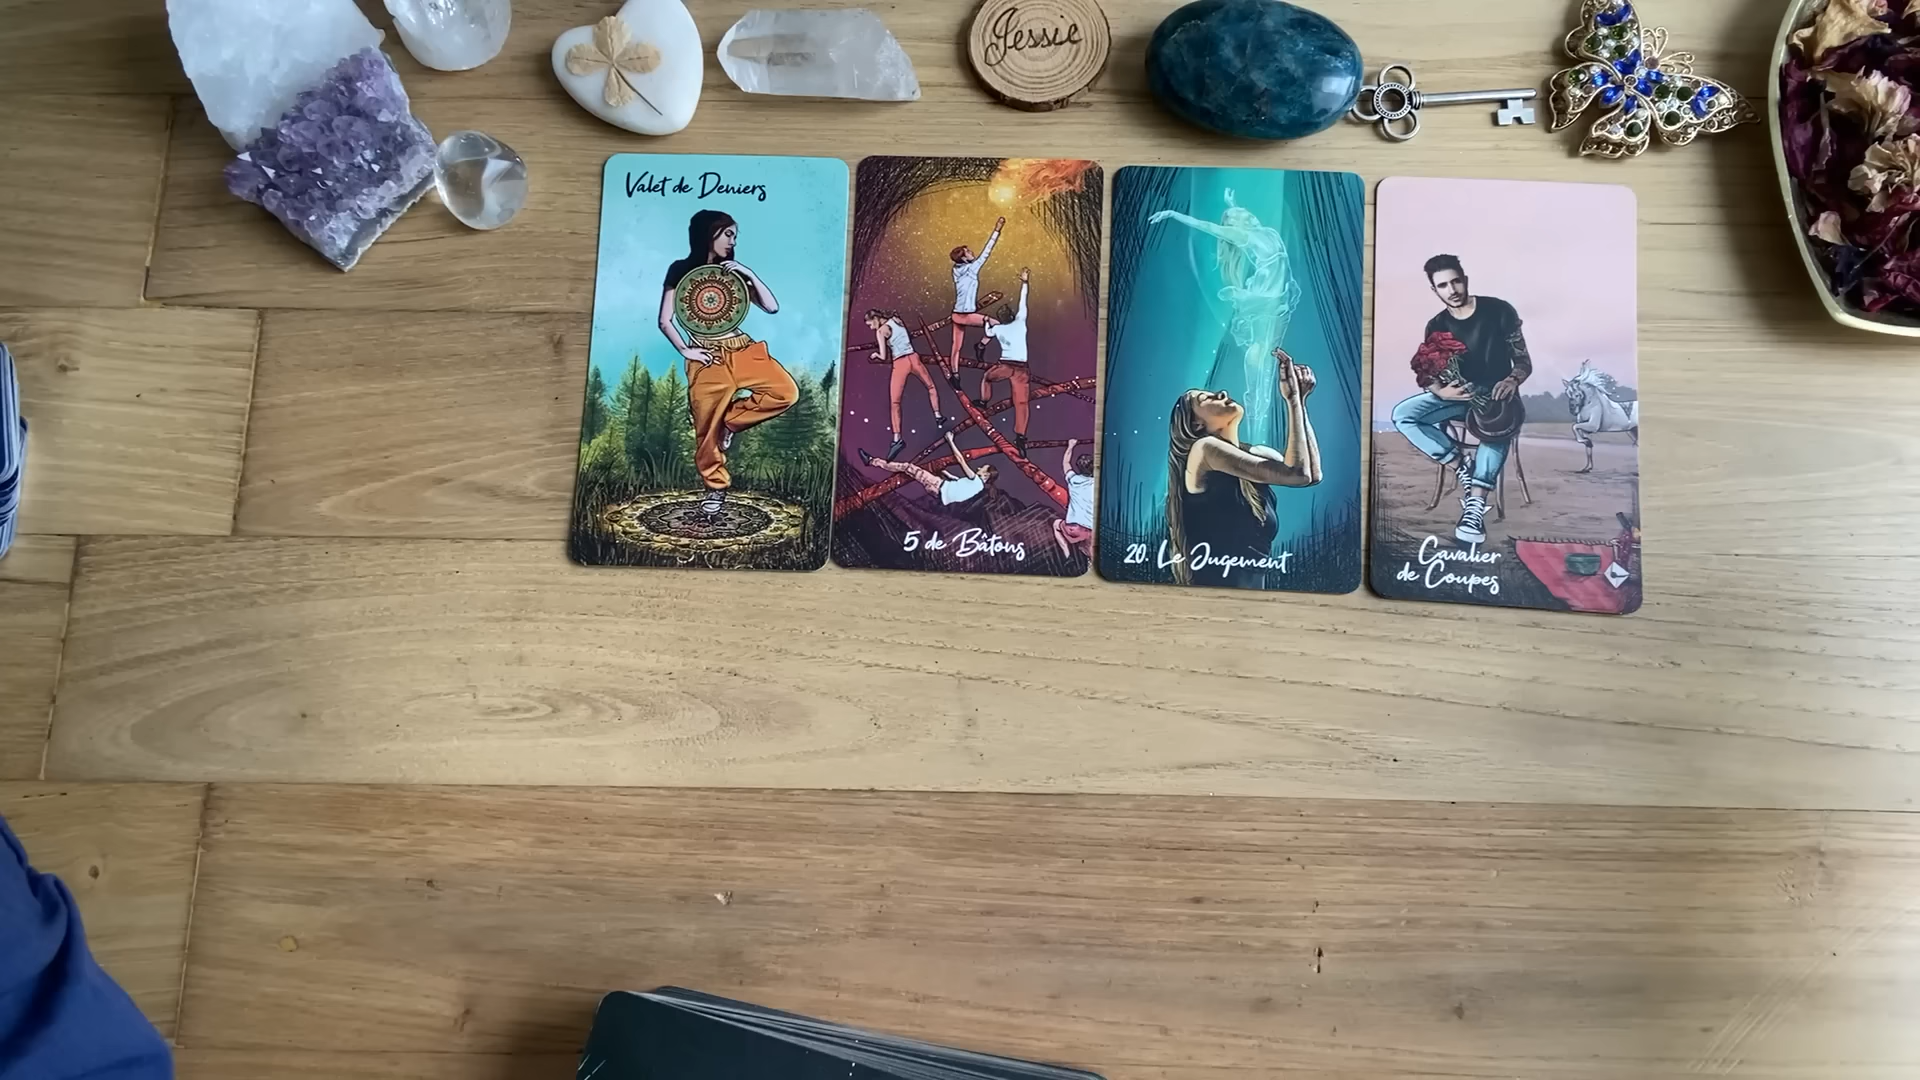 Jessie
Valet de Deniers
5 de Bâtons
20. Le Jugement
Cavalier
de Coupes